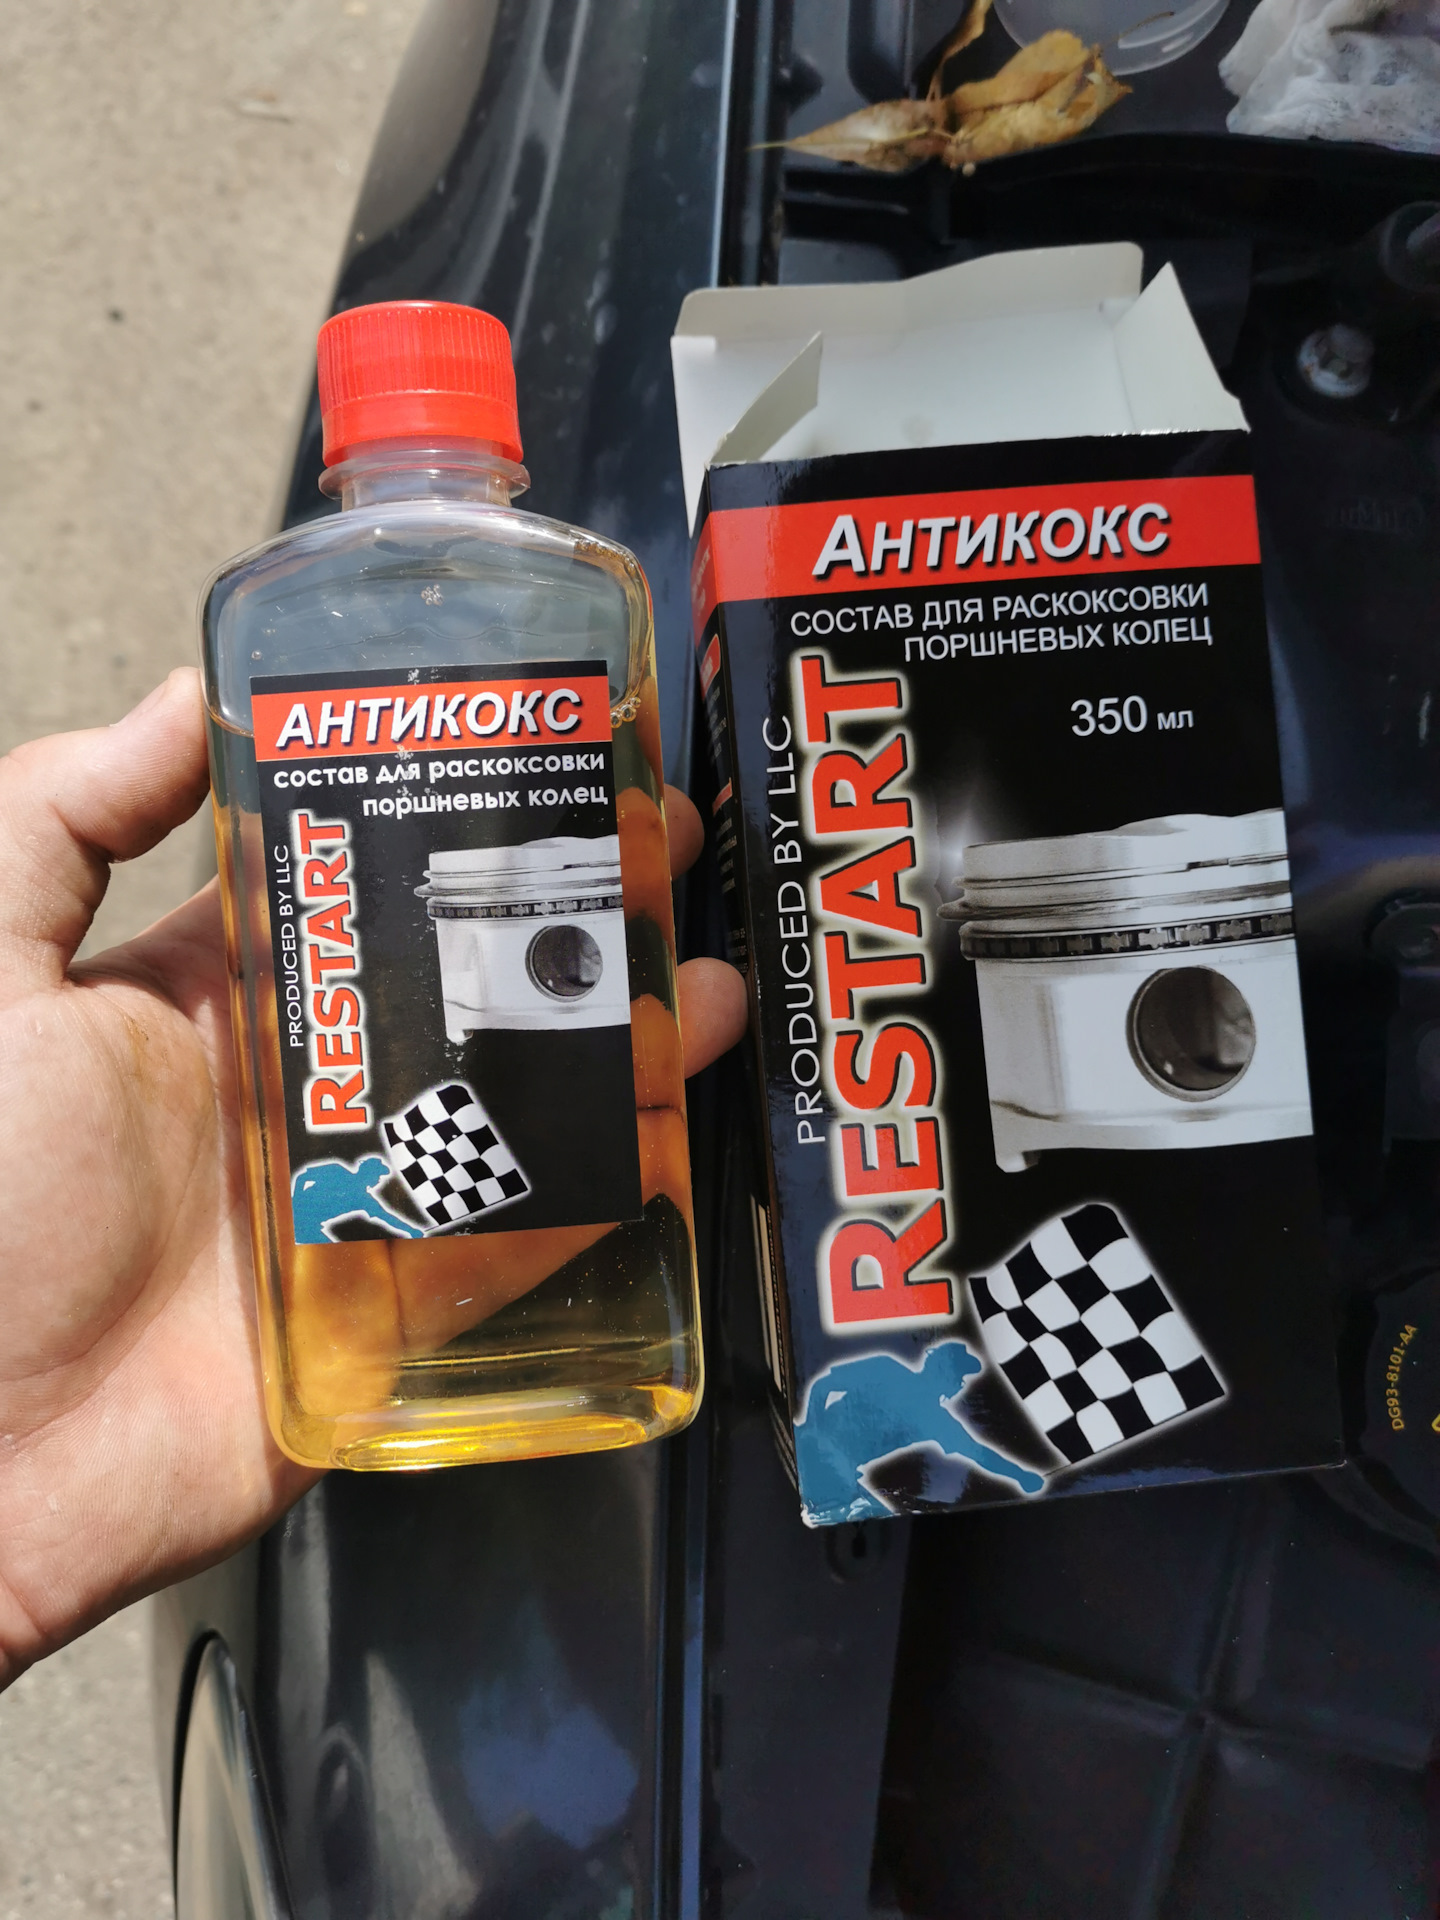 АНТИКОКС
состав для раскоксовки
поршневых колец
PRODUCED BY LLC
RESTART
АНТИКОКС
СОСТАВ ДЛЯ РАСКОКСОВКИ
ПОРШНЕВЫХ КОЛЕЦ
350 мл
PRODUCED BY LLC
RESTART
DG93-8101-AA